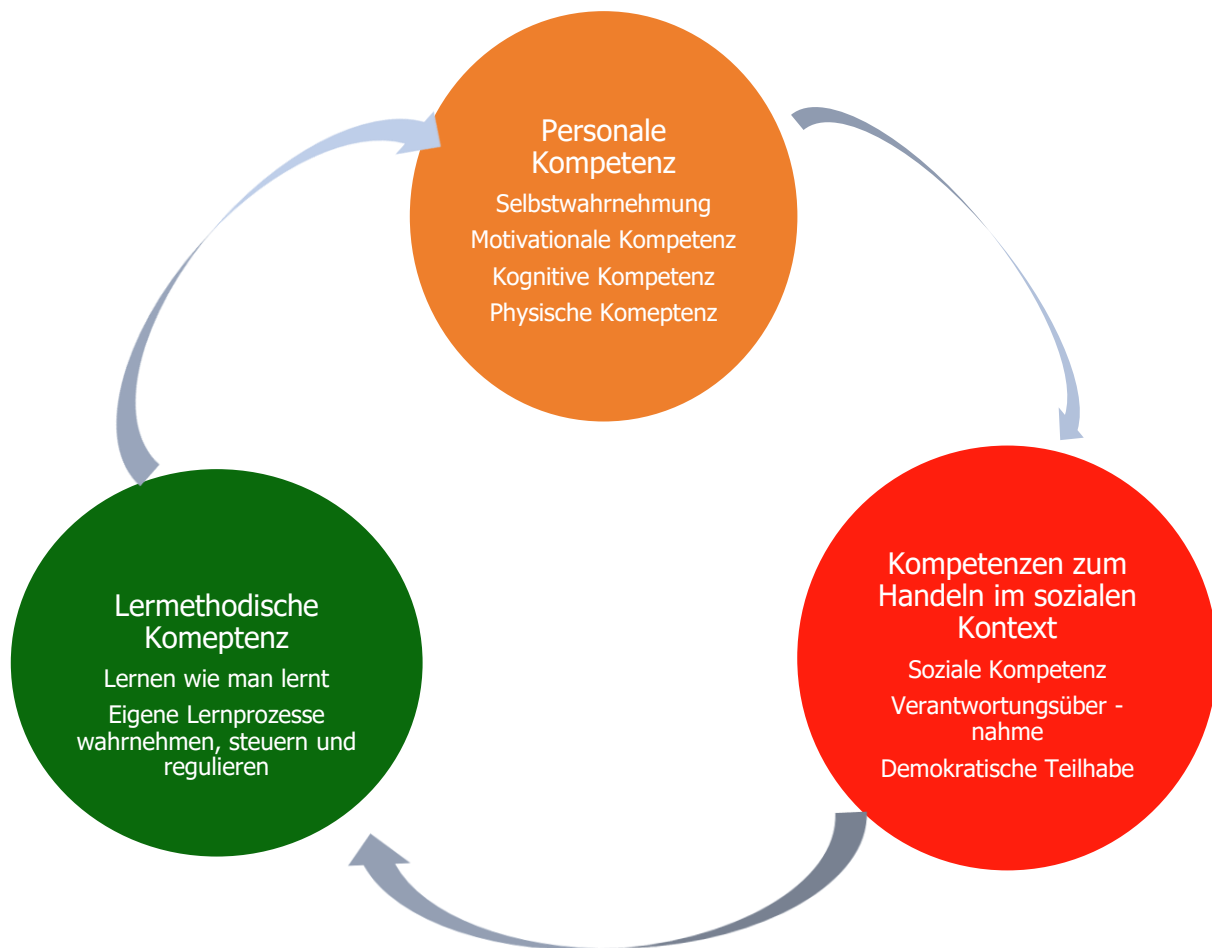 Personale
Kompetenz
Selbstwahrnehmung
Motivationale Kompetenz
Kognitive Kompetenz
Physische Komeptenz
Kompetenzen zum
Handeln im sozialen
Kontext
Soziale Kompetenz
Verantwortungsüber -
nahme
Demokratische Teilhabe
Lermethodische
Komeptenz
Lernen wie man lernt
Eigene Lernprozesse
wahrnehmen, steuern und
regulieren